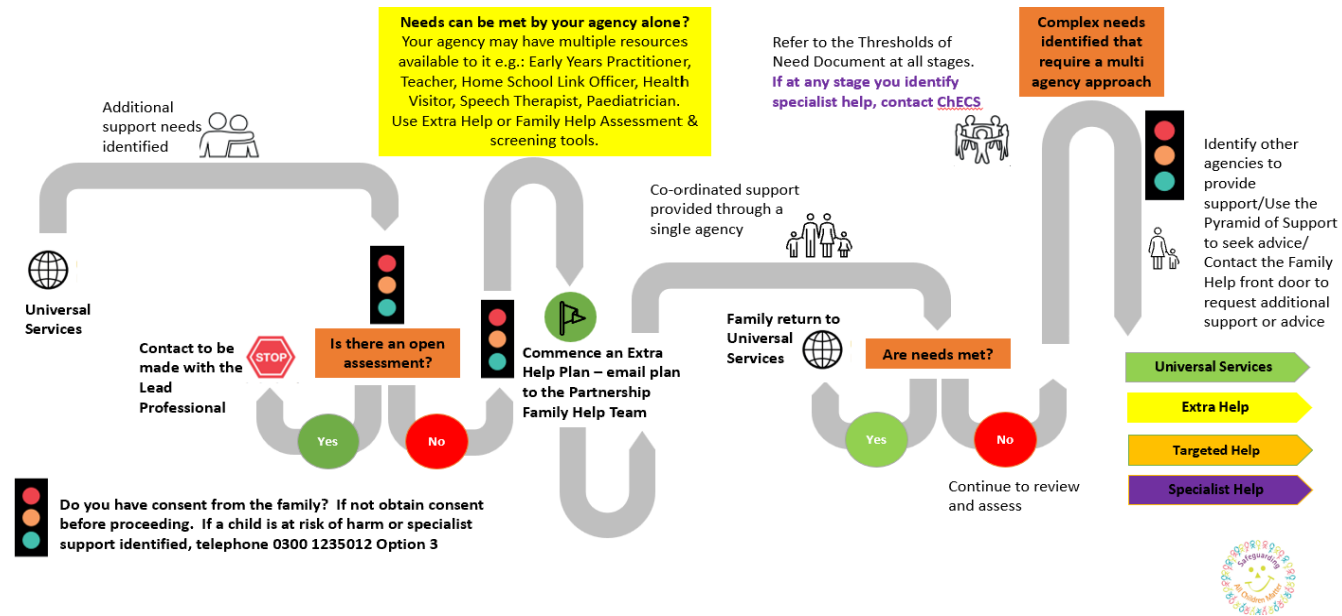 Needs can be met by your agency alone?
Your agency may have multiple resources
available to it e.g.: Early Years Practitioner,
Teacher, Home School Link Officer, Health
Visitor, Speech Therapist, Paediatrician.
Use Extra Help or Family Help Assessment &
screening tools.
Refer to the Thresholds of
Need Document at all stages.
If at any stage you identify
specialist help, contact ChECS
Complex needs
identified that
require a multi
agency approach
Additional
support needs
identified
Identify other
agencies to
provide
support/Use the
Pyramid of Support
to seek advice/
Contact the Family
Help front door to
request additional
support or advice
Co-ordinated support
provided through a
single agency
Universal
Services
Contact to be
made with the
Lead
Professional
STOP
Is there an open
assessment?
Yes
No
Commence an Extra
Help Plan – email plan
to the Partnership
Family Help Team
Family return to
Universal
Services
Are needs met?
Yes
No
Continue to review
and assess
Universal Services
Extra Help
Targeted Help
Specialist Help
Do you have consent from the family?  If not obtain consent
before proceeding.  If a child is at risk of harm or specialist
support identified, telephone 0300 1235012 Option 3
Safeguarding
All Children Matter